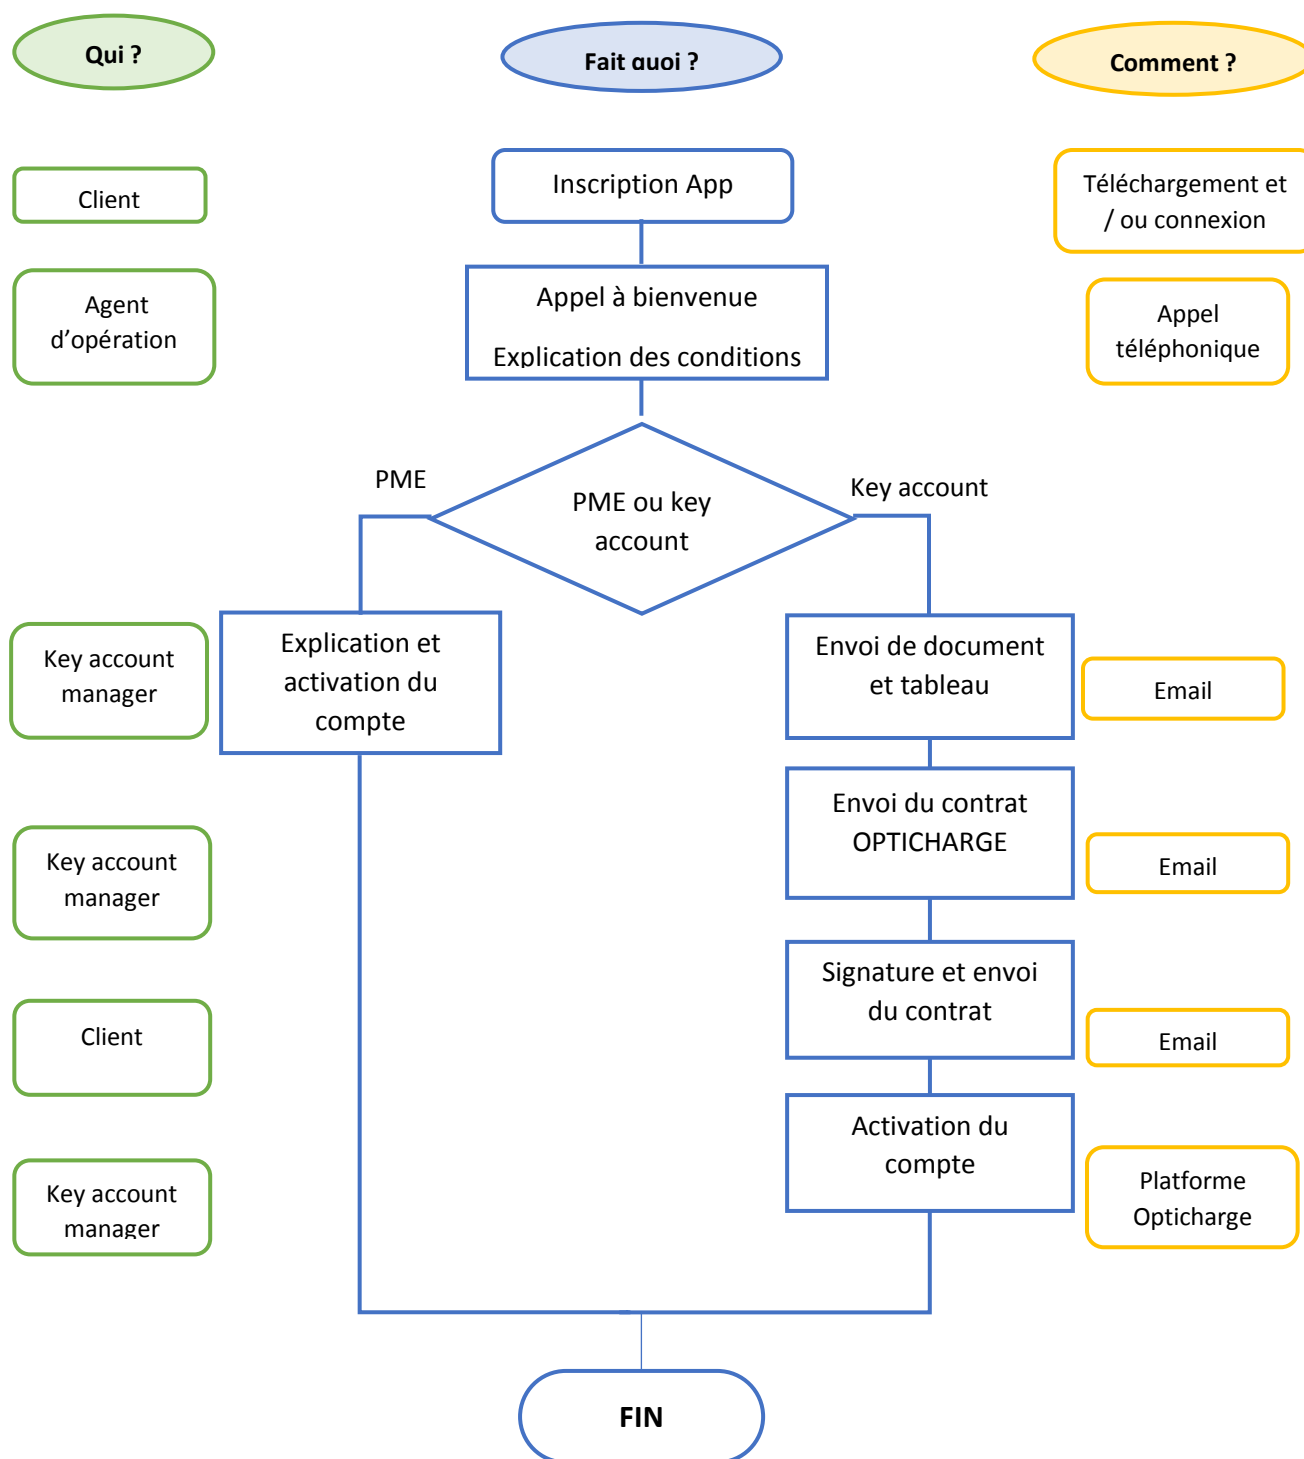 Qui ?
Fait quoi ?
Comment ?
Client
Inscription App
Téléchargement et
/ ou connexion
Agent
d’opération
Appel à bienvenue
Explication des conditions
Appel
téléphonique
PME
PME ou key
account
Key account
Key account
manager
Explication et
activation du
compte
Envoi de document
et tableau
Email
Key account
manager
Envoi du contrat
OPTICHARGE
Email
Client
Signature et envoi
du contrat
Email
Key account
manager
Activation du
compte
Platforme
Opticharge
FIN